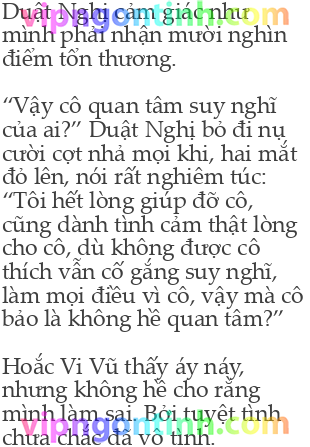 Duật Nghị cảm giác như
vipngontinh.com
mình phải nhận mười nghìn
điểm tổn thương.
“Vậy cô quan tâm suy nghĩ
của ai?” Duật Nghị bỏ đi nụ
cười cợt nhả mọi khi, hai mắt
đỏ lên, nói rất nghiêm túc:
“Tôi hết lòng giúp đỡ cô,
cũng dành tình cảm thật lòng
cho cô, dù không được cô
thích vẫn cố gắng suy nghĩ,
làm mọi điều vì cô, vậy mà cô
bảo là không hề quan tâm?”
Hoắc Vi Vũ thấy áy náy,
nhưng không hề cho rằng
mình làm sai. Bởi tuyệt tình
vipngontinh.com
chưa chắc đã vô tình.